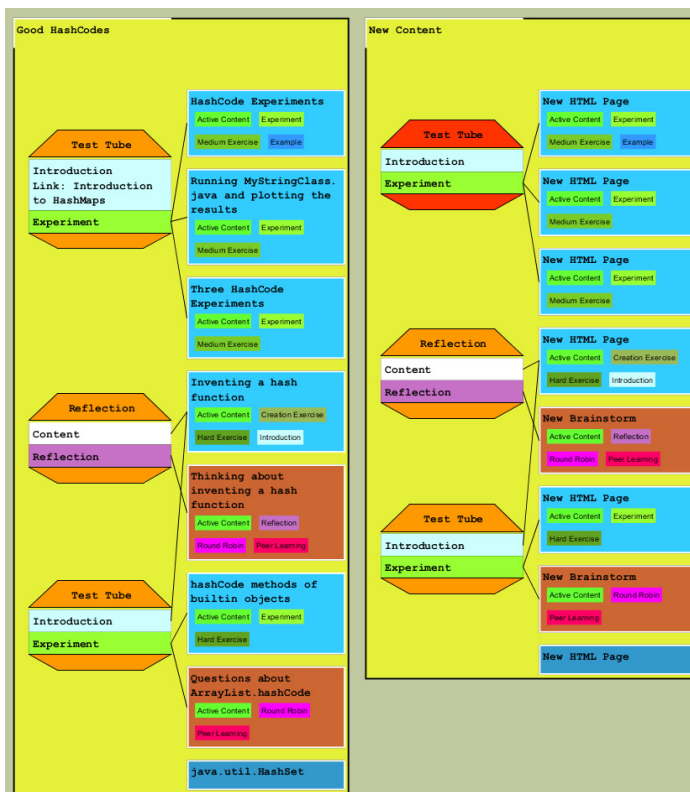 Good HashCodes
Test Tube
Introduction
Link: Introduction
to HashMaps
Experiment
HashCode Experiments
Active Content Experiment
Medium Exercise Example
Running MyStringClass.
java and plotting the
results
Active Content Experiment
Medium Exercise
Three HashCode
Experiments
Active Content Experiment
Medium Exercise
Reflection
Content
Reflection
Inventing a hash
function
Active Content Creation Exercise
Hard Exercise Introduction
Thinking about
inventing a hash
function
Active Content Reflection
Round Robin Peer Learning
Test Tube
Introduction
Experiment
hashCode methods of
builtin objects
Active Content Experiment
Hard Exercise
Questions about
ArrayList.hashCode
Active Content Round Robin
Peer Learning
java.util.HashSet
New Content
Test Tube
Introduction
Experiment
New HTML Page
Active Content Experiment
Medium Exercise Example
New HTML Page
Active Content Experiment
Medium Exercise
New HTML Page
Active Content Experiment
Medium Exercise
Reflection
Content
Reflection
New HTML Page
Active Content Creation Exercise
Hard Exercise Introduction
New Brainstorm
Active Content Reflection
Round Robin Peer Learning
Test Tube
Introduction
Experiment
New HTML Page
Active Content Experiment
Hard Exercise
New Brainstorm
Active Content Round Robin
Peer Learning
New HTML Page